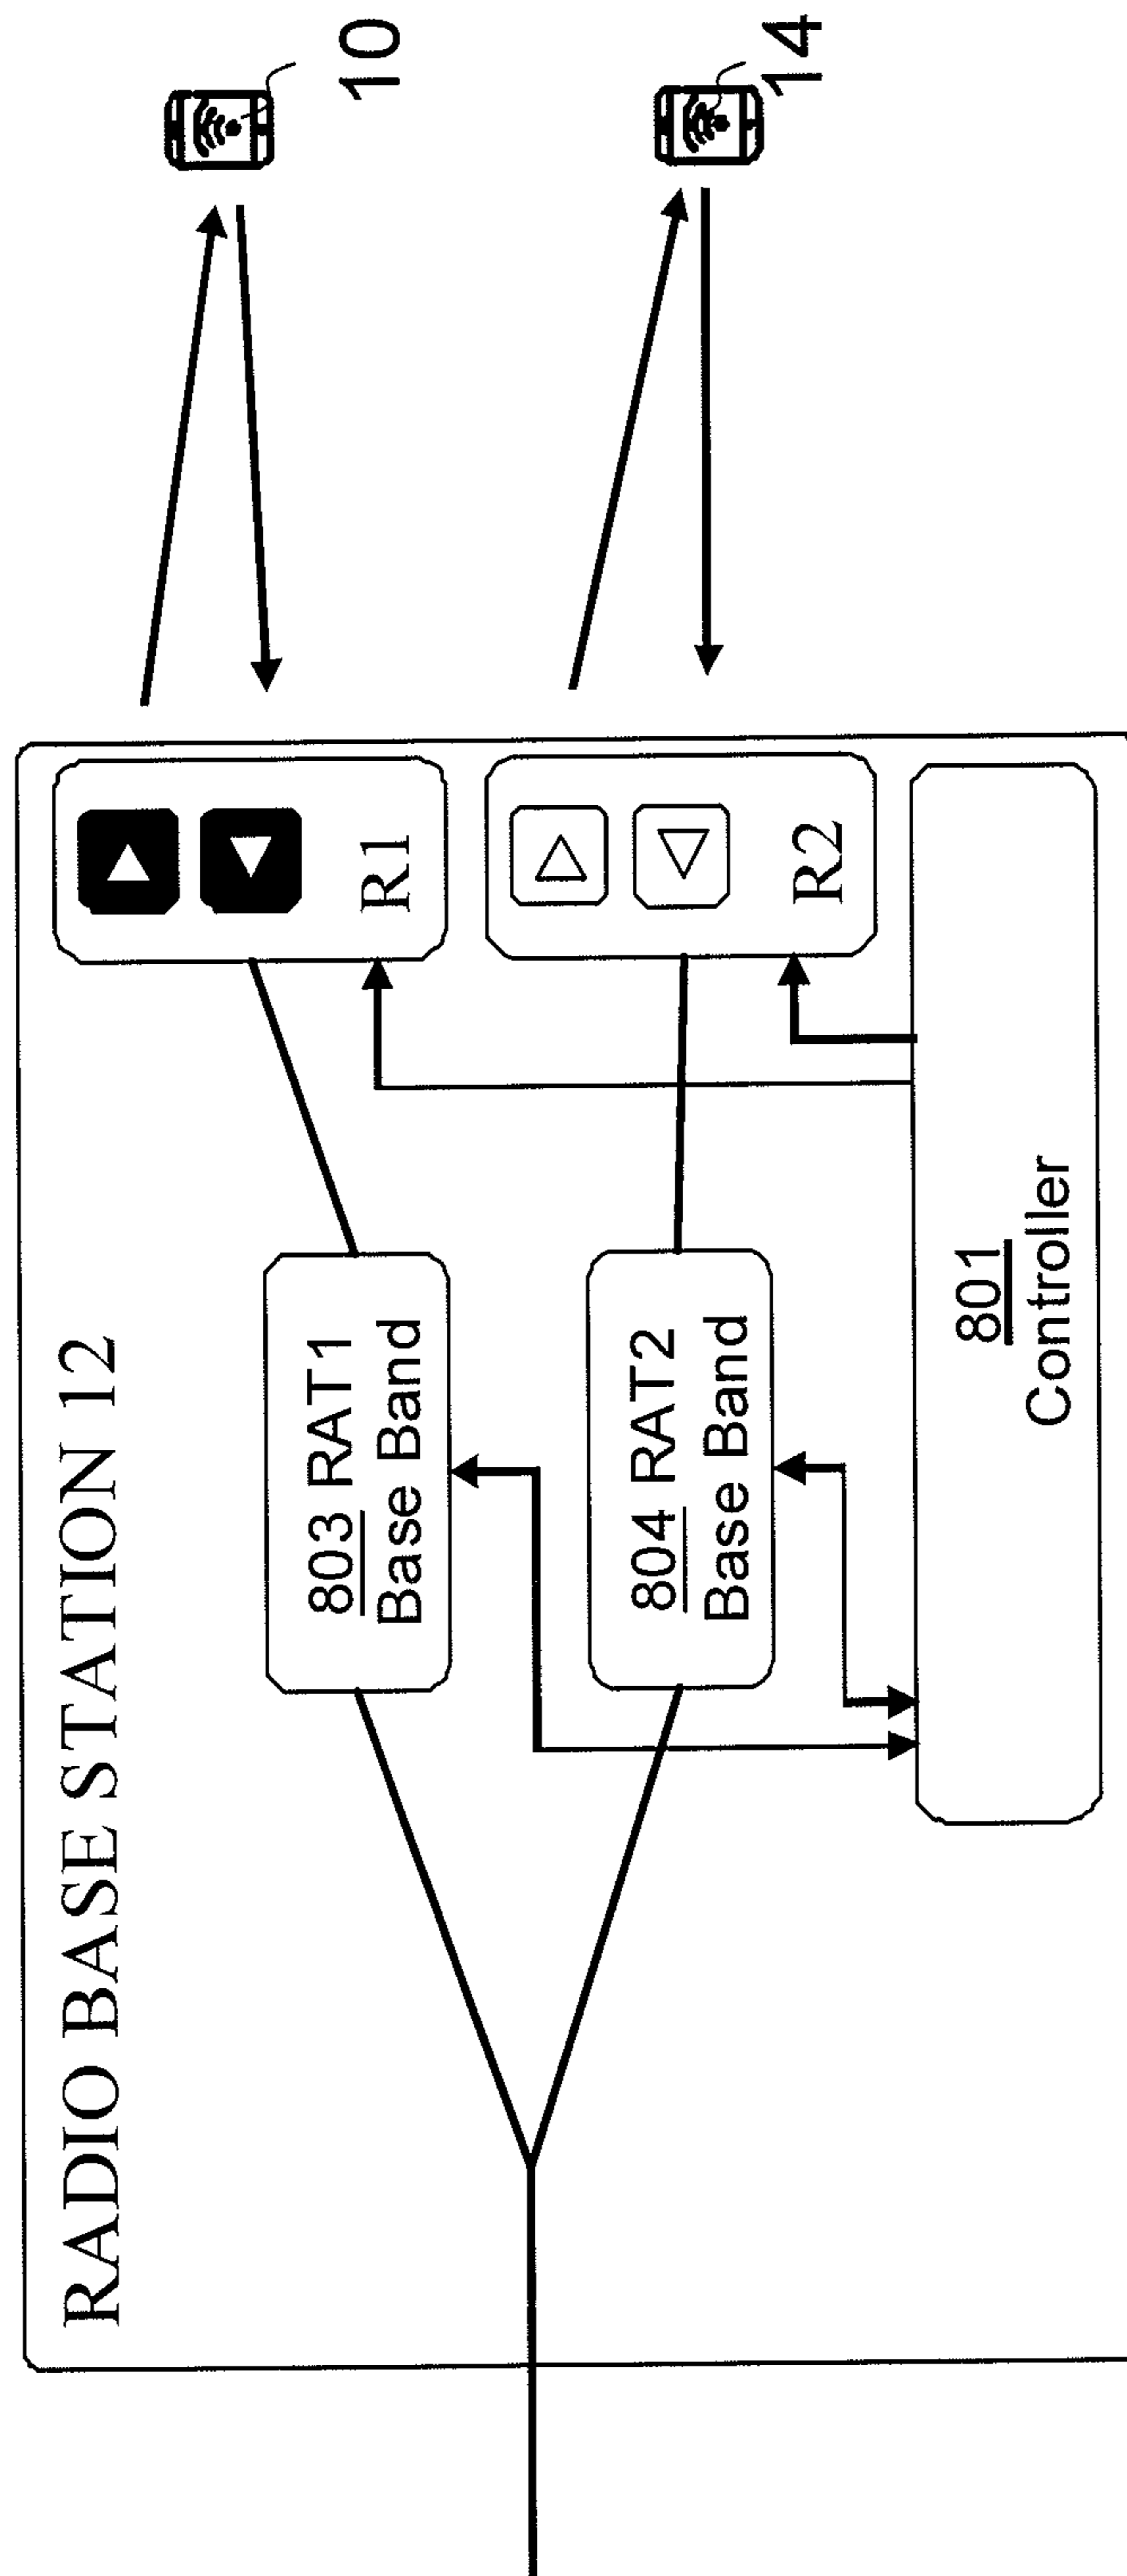 RADIO BASE STATION 12
803 RAT1
Base Band
804 RAT2
Base Band
R1
R2
801
Controller
10
14